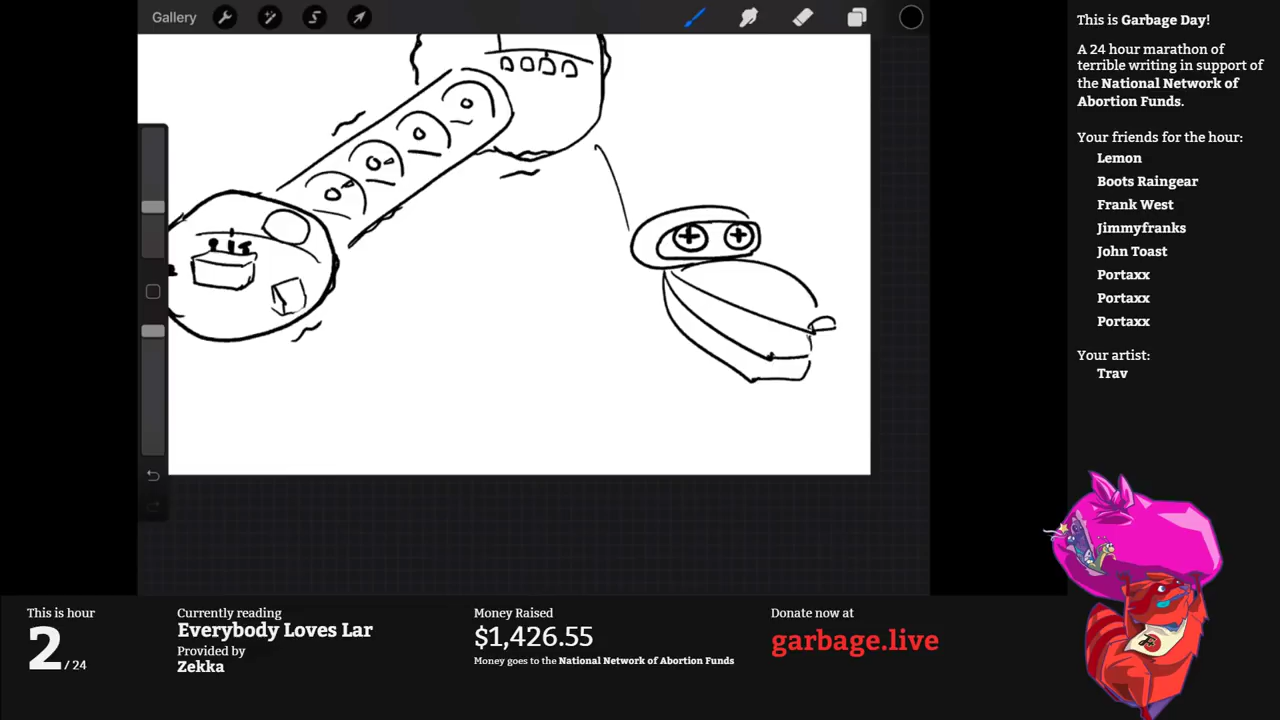 Gallery
This is Garbage Day!
A 24 hour marathon of
terrible writing in support of
the National Network of
Abortion Funds.
Your friends for the hour:
Lemon
Boots Raingear
Frank West
Jimmyfranks
John Toast
Portaxx
Portaxx
Portaxx
Your artist:
Trav
This is hour
2 / 24
Currently reading
Everybody Loves Lar
Provided by
Zekka
Money Raised
$1,426.55
Money goes to the National Network of Abortion Funds
Donate now at
garbage.live